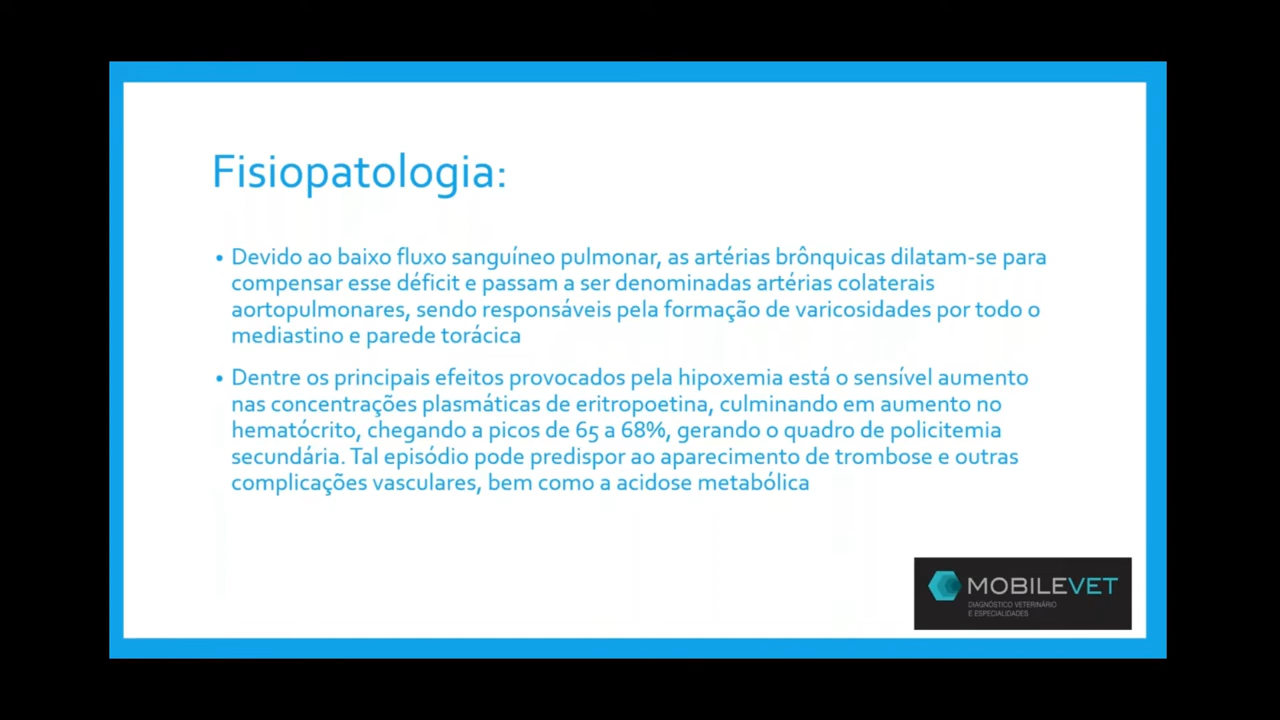 Fisiopatologia:
• Devido ao baixo fluxo sanguíneo pulmonar, as artérias brônquicas dilatam-se para
compensar esse déficit e passam a ser denominadas artérias colaterais
aortopulmonares, sendo responsáveis pela formação de varicosidades por todo o
mediastino e parede torácica
• Dentre os principais efeitos provocados pela hipoxemia está o sensível aumento
nas concentrações plasmáticas de eritropoetina, culminando em aumento no
hematócrito, chegando a picos de 65 a 68%, gerando o quadro de policitemia
secundária. Tal episódio pode predispor ao aparecimento de trombose e outras
complicações vasculares, bem como a acidose metabólica
MOBILEVET
DIAGNÓSTICO VETERINÁRIO
E ESPECIALIDADES